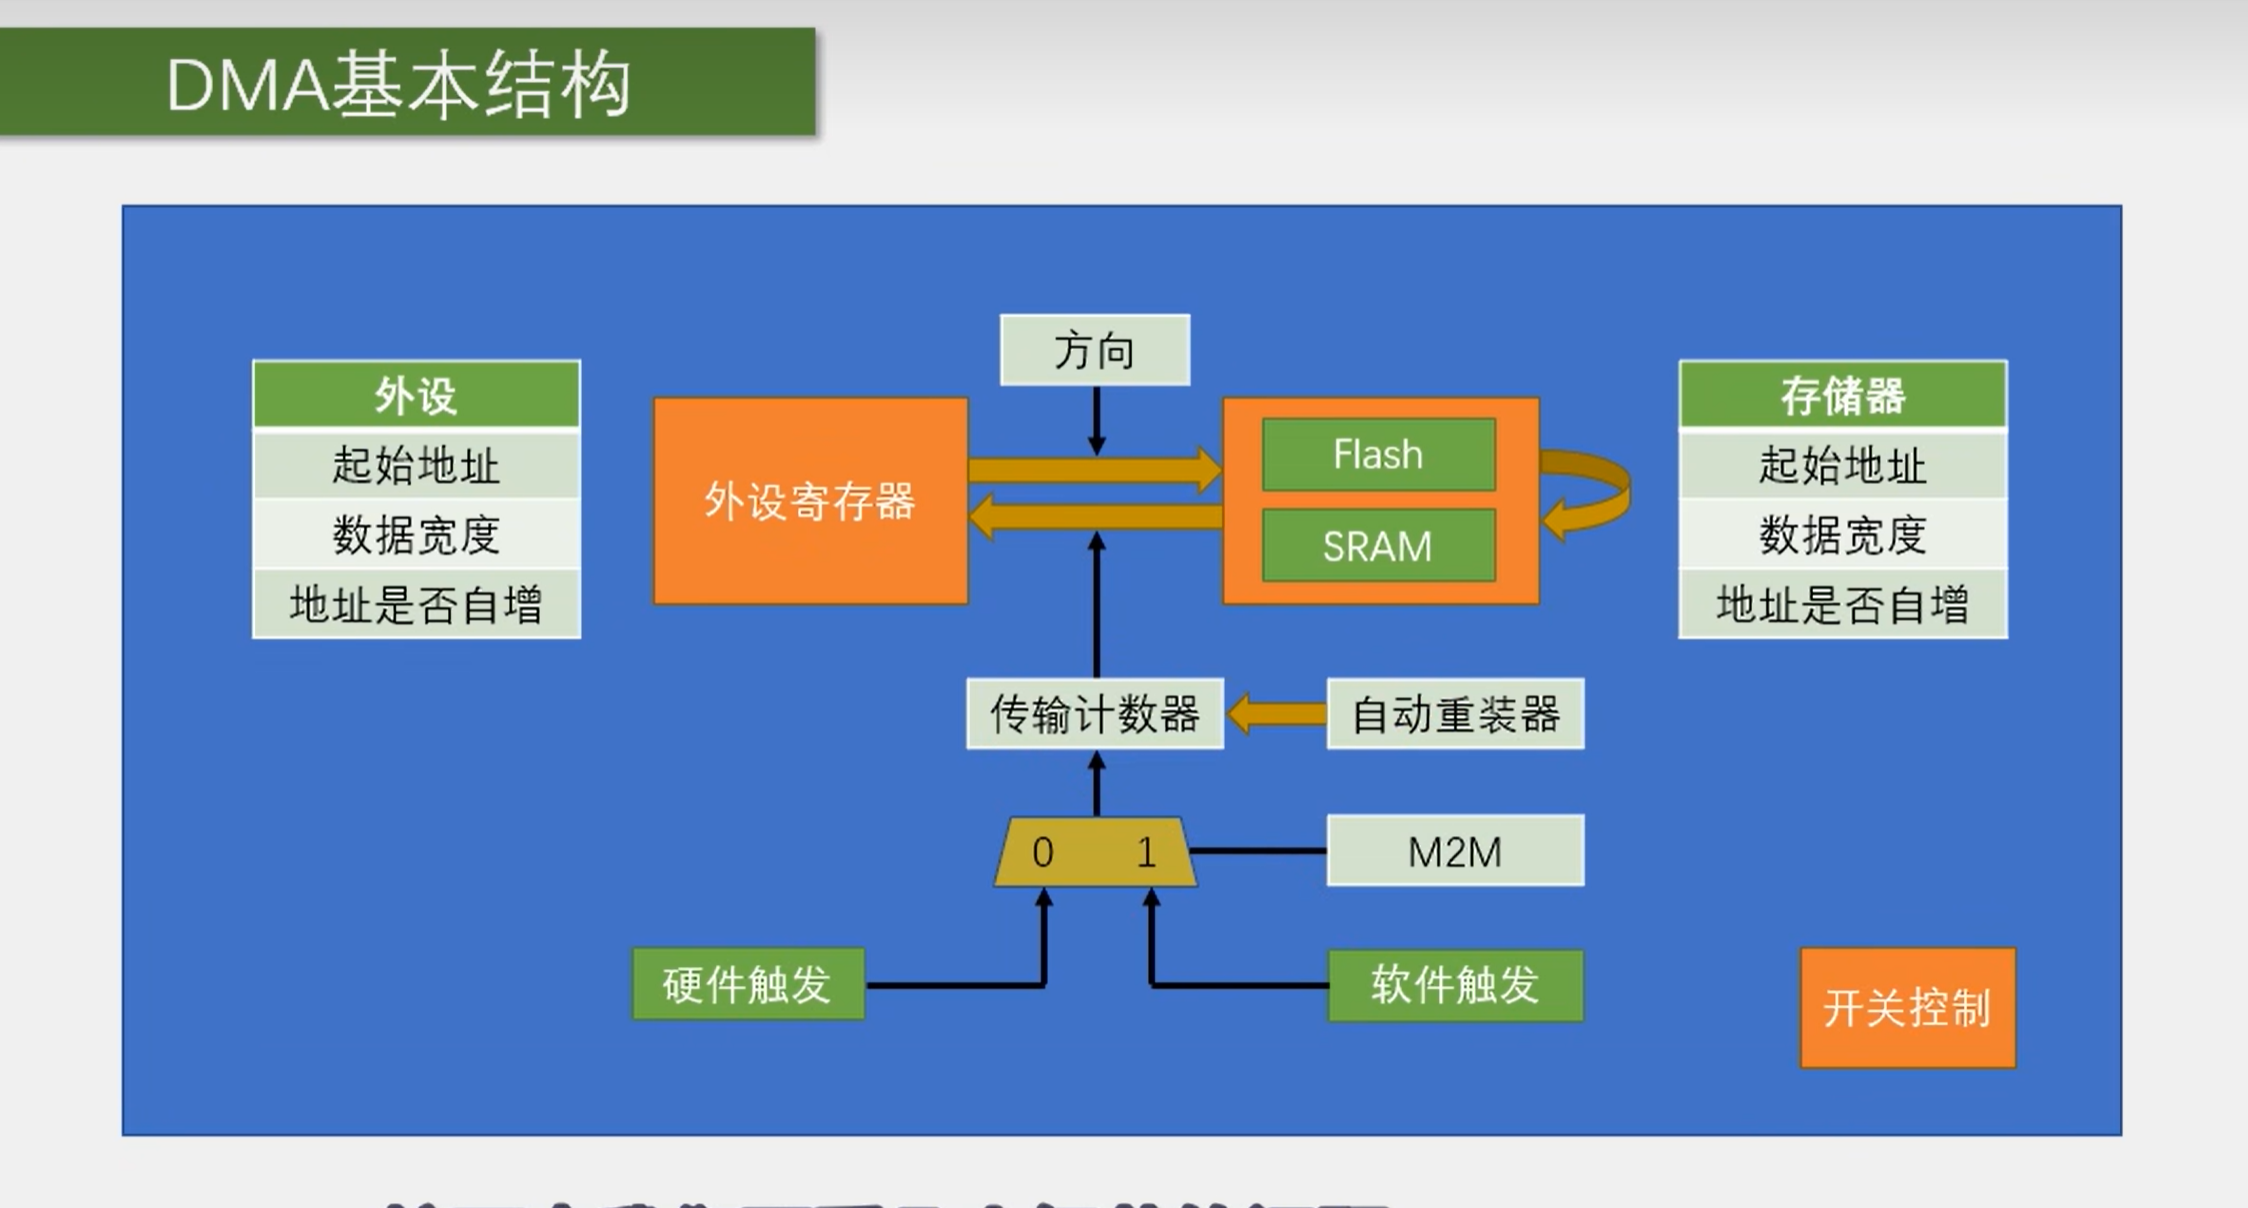 DMA基本结构
方向
外设
起始地址
数据宽度
地址是否自增
外设寄存器
Flash
SRAM
存储器
起始地址
数据宽度
地址是否自增
传输计数器
自动重装器
0 1
M2M
硬件触发
软件触发
开关控制